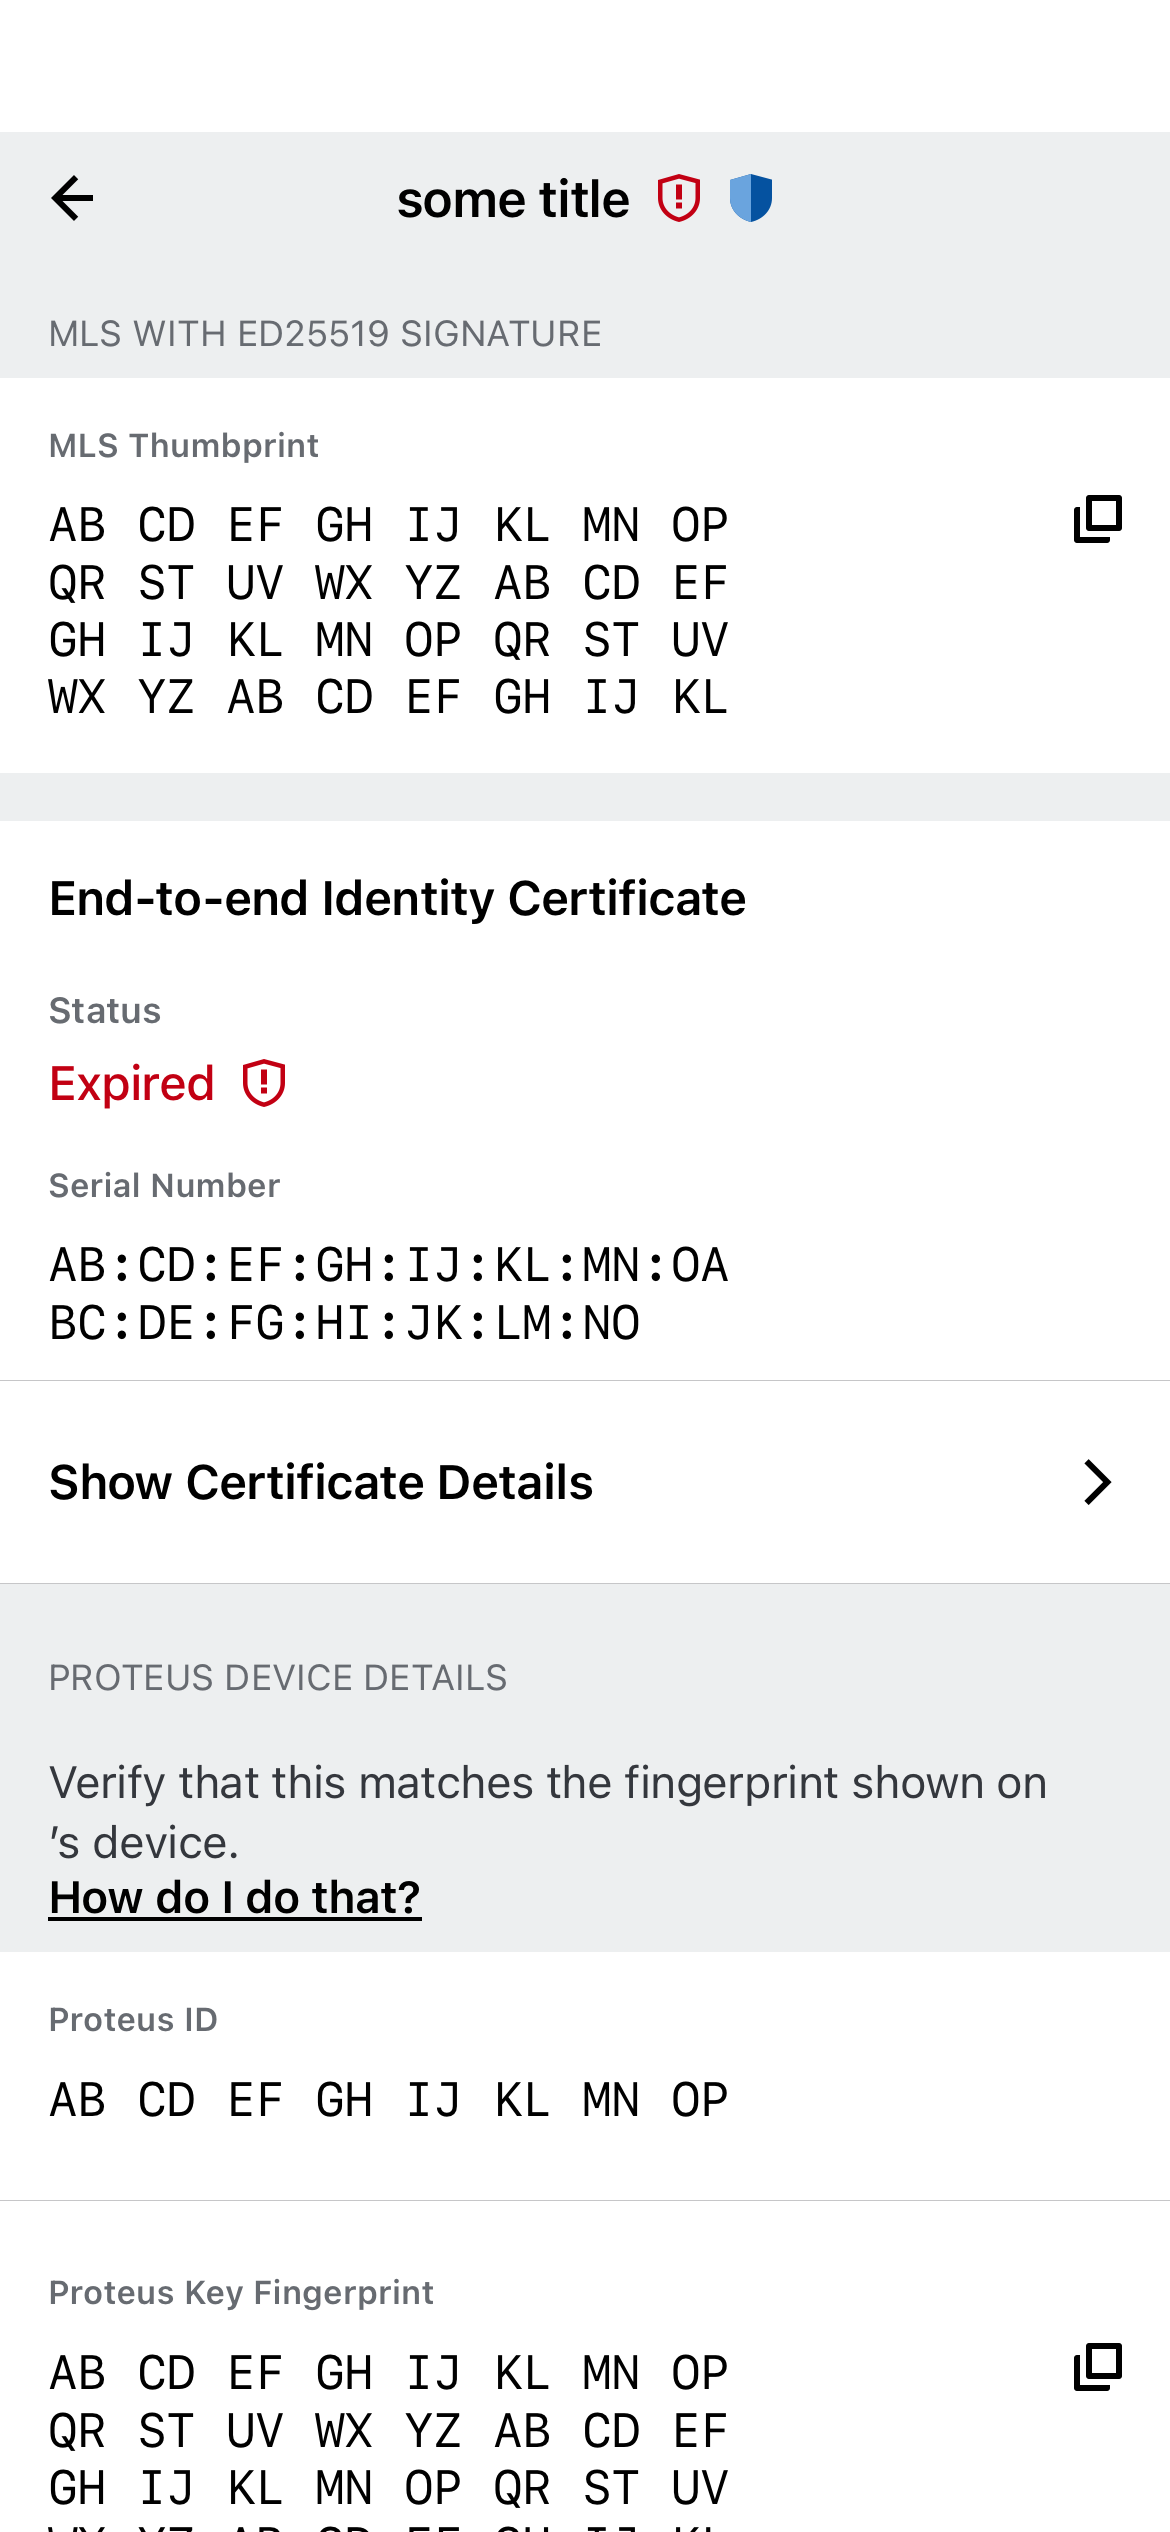 some title
MLS WITH ED25519 SIGNATURE
MLS Thumbprint
AB CD EF GH IJ KL MN OP
QR ST UV WX YZ AB CD EF
GH IJ KL MN OP QR ST UV
WX YZ AB CD EF GH IJ KL
End-to-end Identity Certificate
Status
Expired
Serial Number
AB:CD:EF:GH:IJ:KL:MN:OA
BC:DE:FG:HI:JK:LM:NO
Show Certificate Details
PROTEUS DEVICE DETAILS
Verify that this matches the fingerprint shown on
’s device.
How do I do that?
Proteus ID
AB CD EF GH IJ KL MN OP
Proteus Key Fingerprint
AB CD EF GH IJ KL MN OP
QR ST UV WX YZ AB CD EF
GH IJ KL MN OP QR ST UV